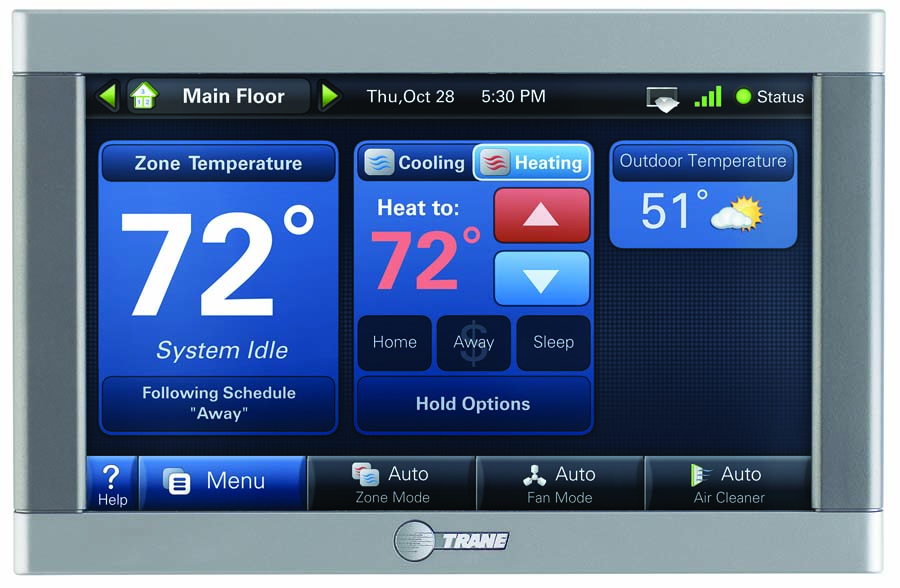 Main Floor
Thu,Oct 28 5:30 PM
Status
Zone Temperature
72°
System Idle
Following Schedule
"Away"
Cooling
Heating
Heat to:
72°
Home
Away
Sleep
Hold Options
Outdoor Temperature
51°
?
Help
Menu
Auto
Zone Mode
Auto
Fan Mode
Auto
Air Cleaner
TRANE